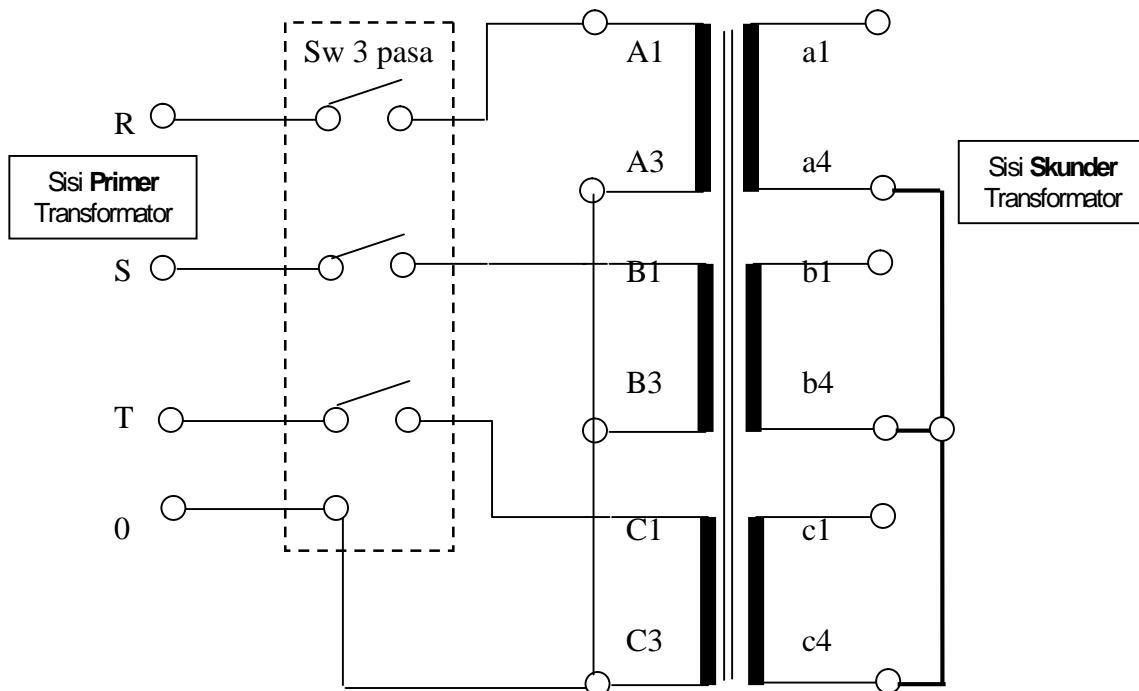 Sw 3 pasa
A1
a1
R
A3
a4
Sisi Primer
Transformator
Sisi Skunder
Transformator
S
B1
b1
B3
b4
T
0
C1
c1
C3
c4